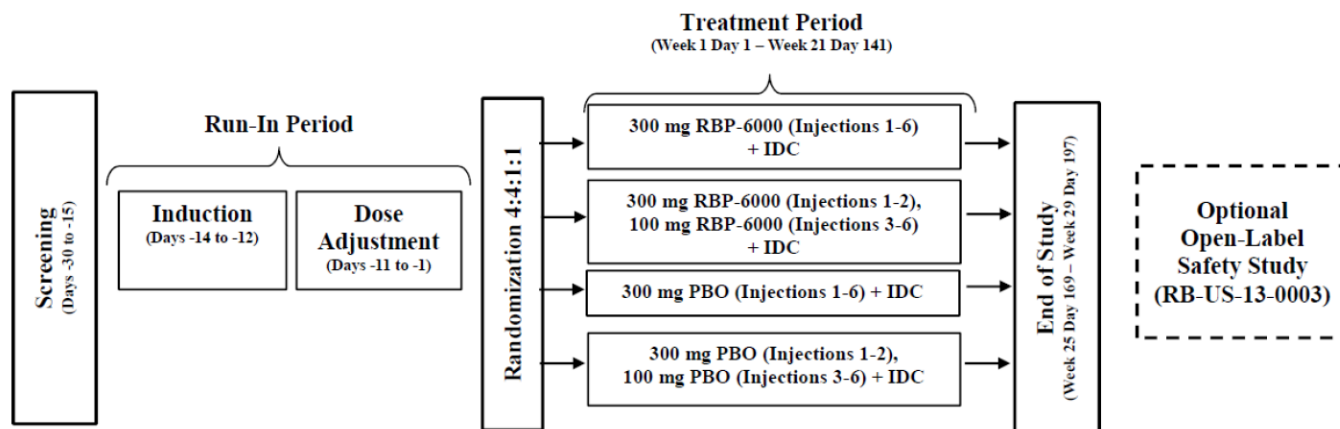 Treatment Period
(Week 1 Day 1 – Week 21 Day 141)
Screening
(Days -30 to -15)
Run-In Period
Induction
(Days -14 to -12)
Dose
Adjustment
(Days -11 to -1)
Randomization 4:4:1:1
300 mg RBP-6000 (Injections 1-6)
+ IDC
300 mg RBP-6000 (Injections 1-2),
100 mg RBP-6000 (Injections 3-6)
+ IDC
300 mg PBO (Injections 1-6) + IDC
300 mg PBO (Injections 1-2),
100 mg PBO (Injections 3-6) + IDC
End of Study
(Week 25 Day 169 – Week 29 Day 197)
Optional
Open-Label
Safety Study
(RB-US-13-0003)